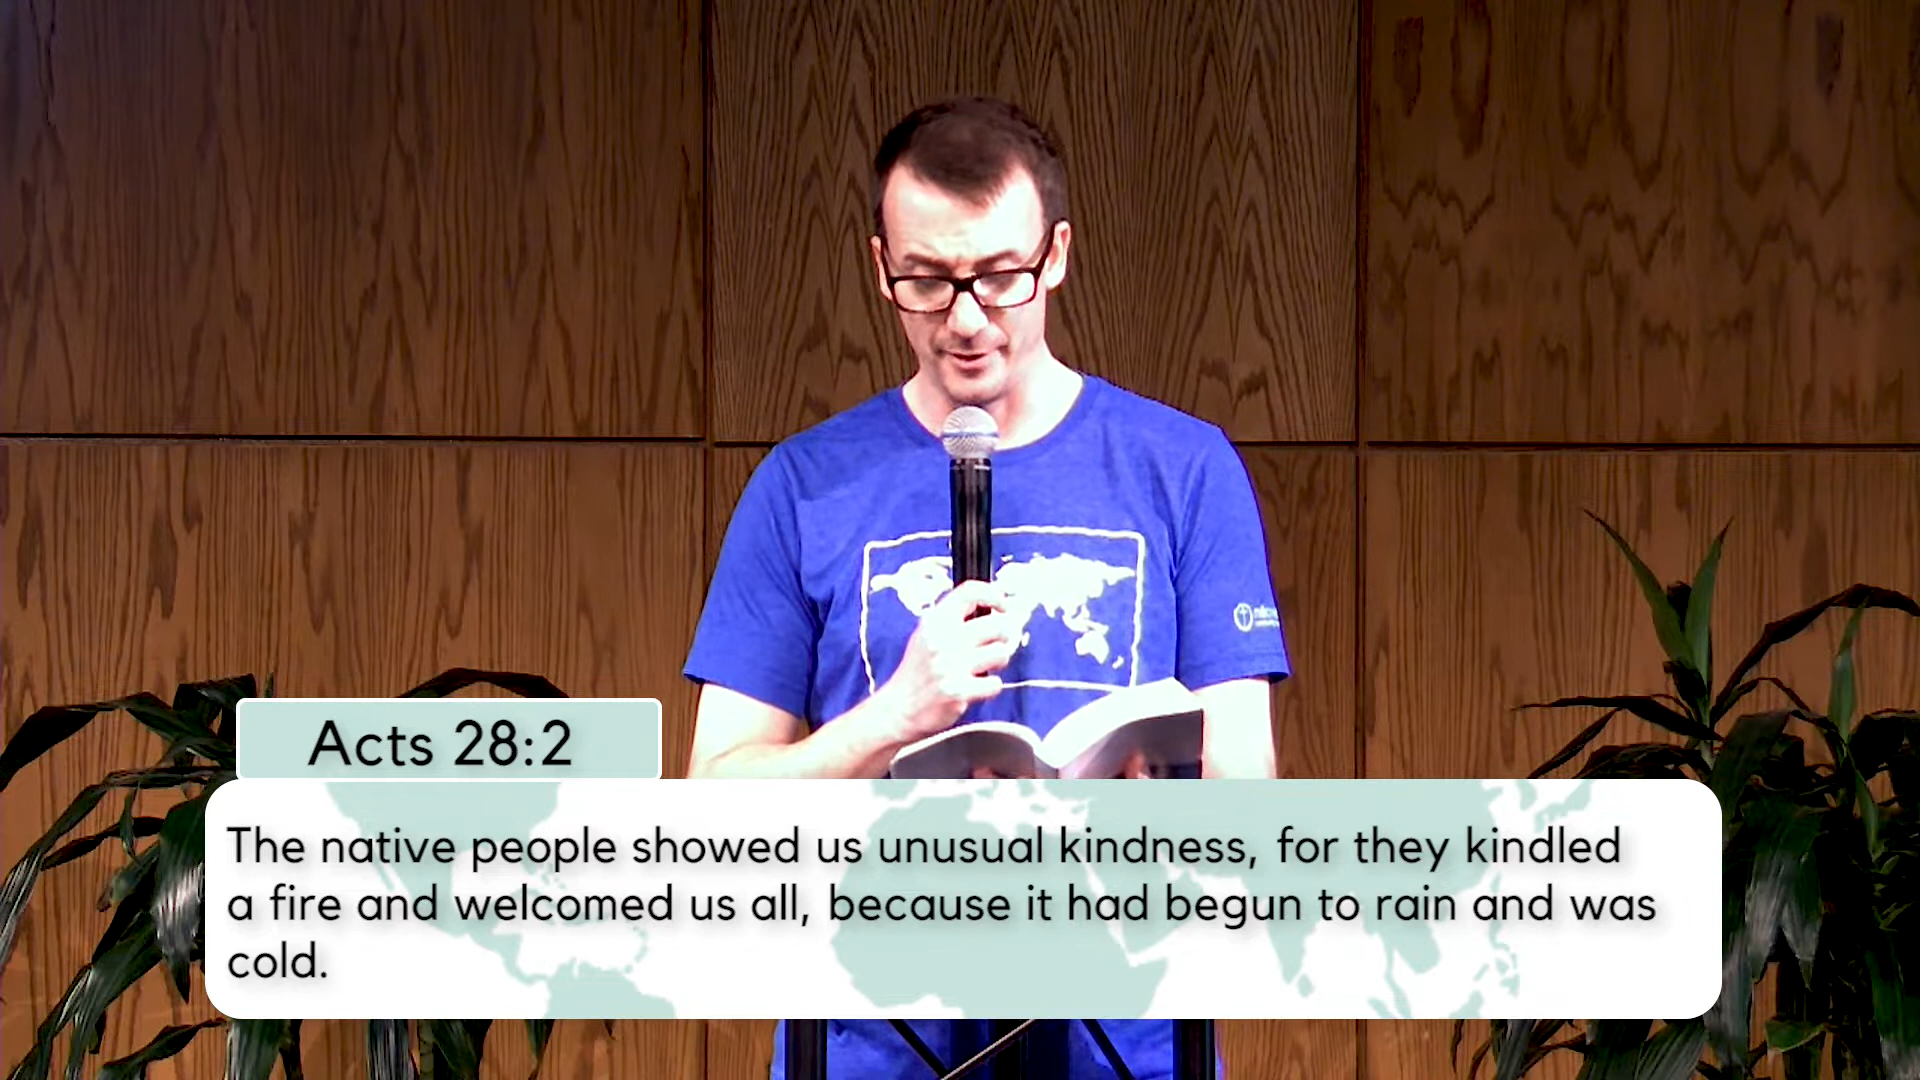 Acts 28:2
The native people showed us unusual kindness, for they kindled
a fire and welcomed us all, because it had begun to rain and was
cold.